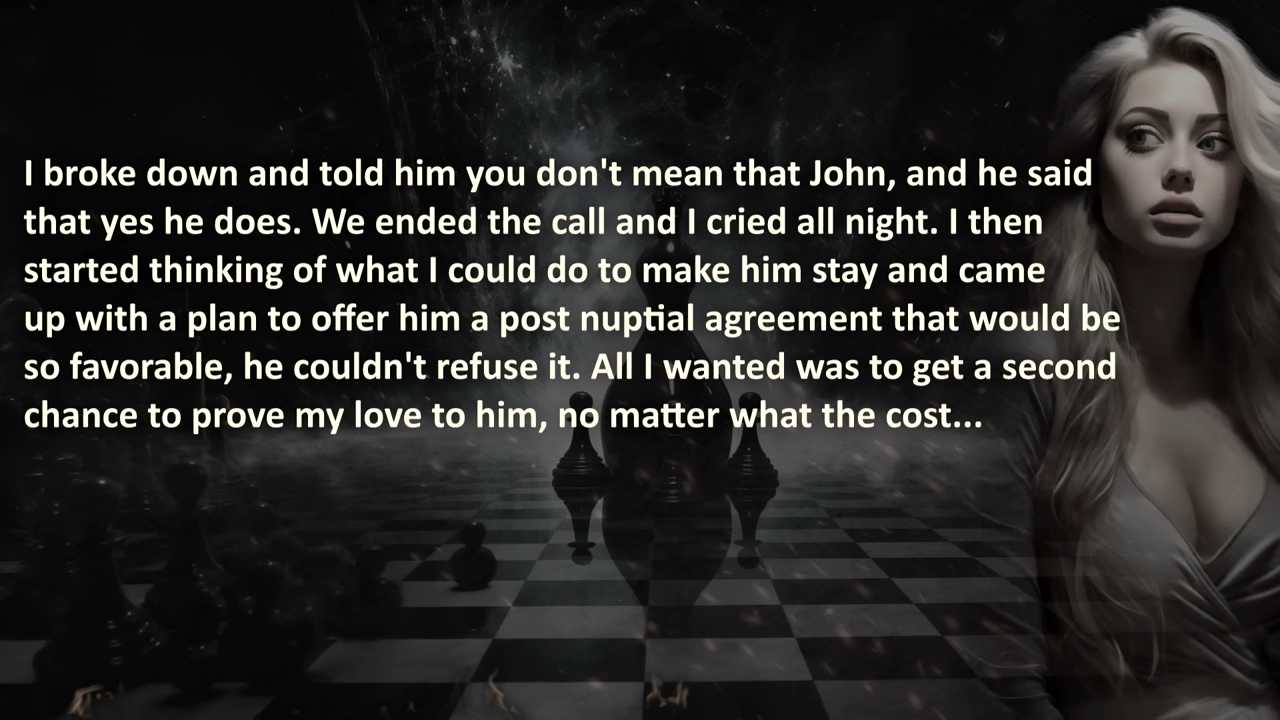 I broke down and told him you don't mean that John, and he said
that yes he does. We ended the call and I cried all night. I then
started thinking of what I could do to make him stay and came
up with a plan to offer him a post nuptial agreement that would be
so favorable, he couldn't refuse it. All I wanted was to get a second
chance to prove my love to him, no matter what the cost...